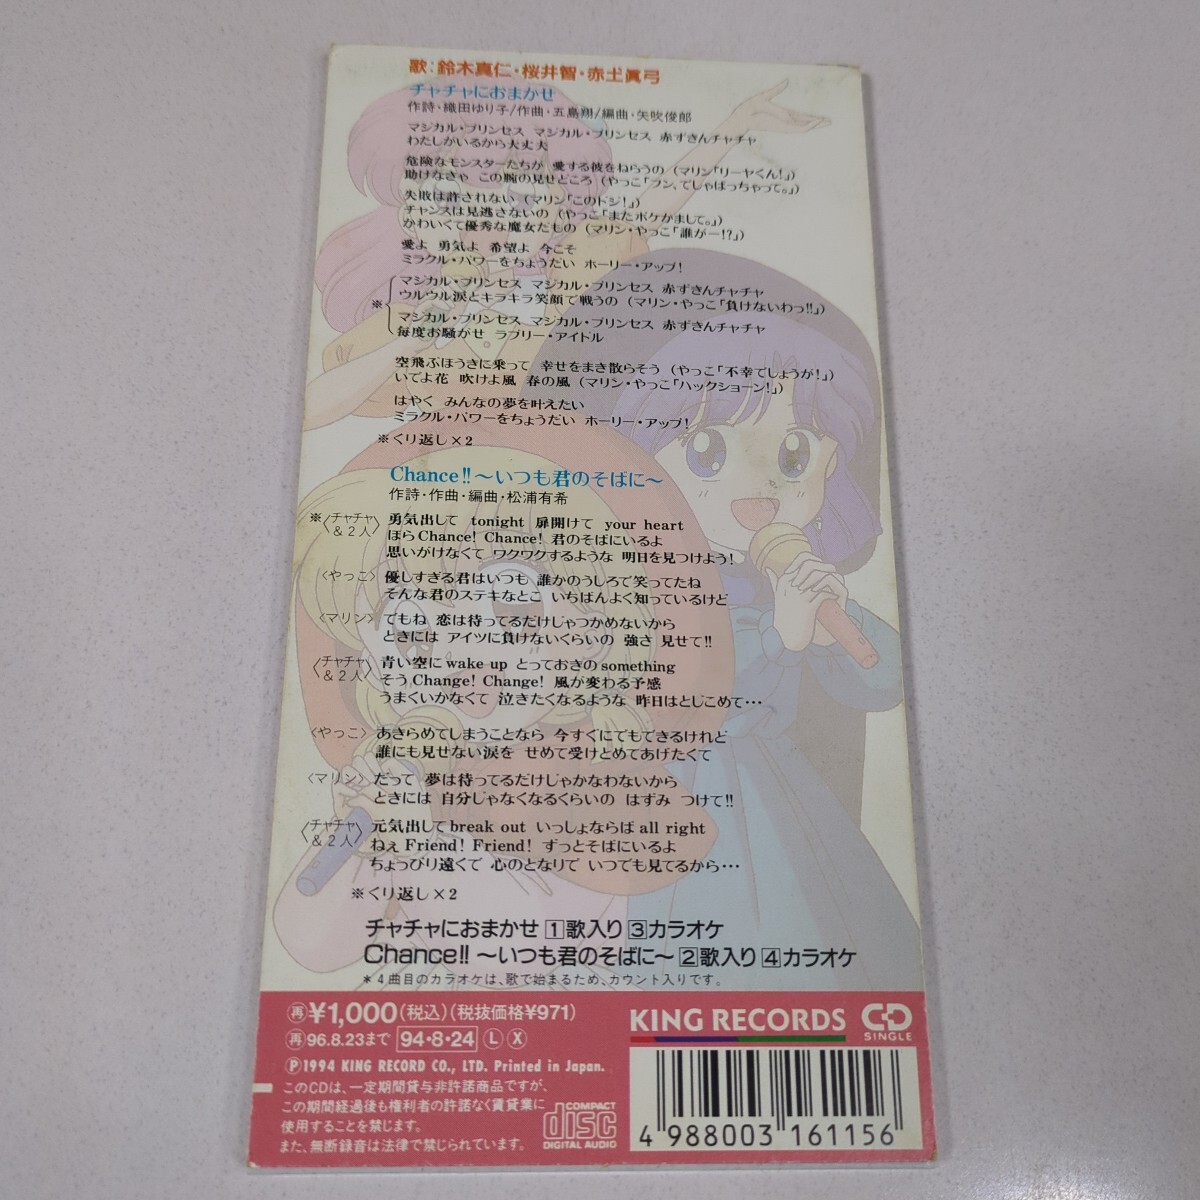 歌:鈴木真仁・桜井智・赤土眞弓
チャチャにおまかせ
作詩・織田ゆり子/作曲・五島翔/編曲・矢吹俊郎
マジカル・プリンセス マジカル・プリンセス 赤ずきんチャチャ
わたしがいるから大丈夫
危険なモンスターたちが 愛する彼をねらうの (マリン「リーヤくん!」)
助けなきゃ この腕の見せどころ (やっこ「フン、でしゃばっちゃって。」)
失敗は許されない (マリン「このドジ!」)
チャンスは見逃さないの (やっこ「またボケかまして。」)
かわいくて優秀な魔女だもの (マリン・やっこ「誰がー!?」)
愛よ 勇気よ 希望よ 今こそ
ミラクル・パワーをちょうだい ホーリー・アップ!
マジカル・プリンセス マジカル・プリンセス 赤ずきんチャチャ
ウルウル涙とキラキラ笑顔で戦うの (マリン・やっこ「負けないわっ!!」)
※
マジカル・プリンセス マジカル・プリンセス 赤ずきんチャチャ
毎度お騒がせ ラブリー・アイドル
空飛ぶほうきに乗って 幸せをまき散らそう (やっこ「不幸でしょうが!」)
いでよ花 吹けよ風 春の風 (マリン・やっこ「ハックショーン!」)
はやく みんなの夢を叶えたい
ミラクル・パワーをちょうだい ホーリー・アップ!
※くり返し×2
Chance!!〜いつも君のそばに〜
作詩・作曲・編曲・松浦有希
※〈チャチャ&2人〉勇気出して tonight 扉開けて your heart
ほらChance! Chance! 君のそばにいるよ
思いがけなくて ワクワクするような 明日を見つけよう!
〈やっこ〉優しすぎる君はいつも 誰かのうしろで笑ってたね
そんな君のステキなとこ いちばんよく知っているけど
〈マリン〉でもね 恋は待ってるだけじゃつかめないから
ときには アイツに負けないくらいの 強さ 見せて!!
〈チャチャ&2人〉青い空にwake up とっておきのsomething
そうChange! Change! 風が変わる予感
うまくいかなくて 泣きたくなるような 昨日はとじこめて…
〈やっこ〉あきらめてしまうことなら 今すぐにでもできるけれど
誰にも見せない涙を せめて受けとめてあげたくて
〈マリン〉だって 夢は待ってるだけじゃかなわないから
ときには 自分じゃなくなるくらいの はずみ つけて!!
〈チャチャ&2人〉元気出してbreak out いっしょならばall right
ねぇFriend! Friend! ずっとそばにいるよ
ちょっぴり遠くで 心のとなりで いつでも見てるから…
※くり返し×2
チャチャにおまかせ 1歌入り 3カラオケ
Chance!!〜いつも君のそばに〜 2歌入り 4カラオケ
*4曲目のカラオケは、歌で始まるため、カウント入りです。
再¥1,000(税込)(税抜価格¥971)
再96.8.23まで 94・8・24 L X
Ⓟ1994 KING RECORD CO., LTD. Printed in Japan.
このCDは、一定期間貸与非許諾商品ですが、
この期間経過後も権利者の許諾なく賃貸業に
使用することを禁じます。
また、無断録音は法律で禁じられています。
COMPACT
disc
DIGITAL AUDIO
KING RECORDS
CD
SINGLE
4 988003 161156